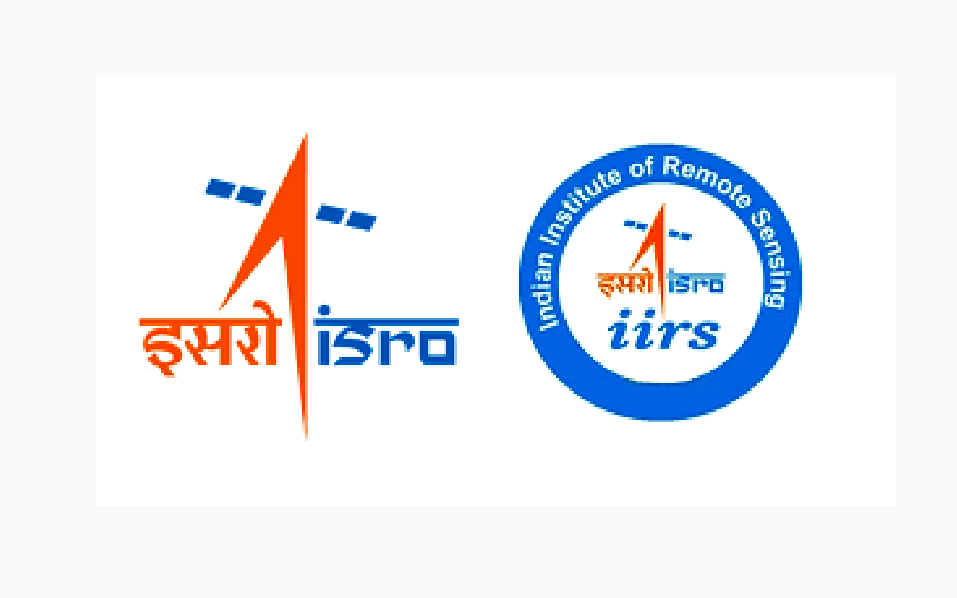 इसरो isro
Indian Institute of Remote Sensing
इसरो isro
iirs